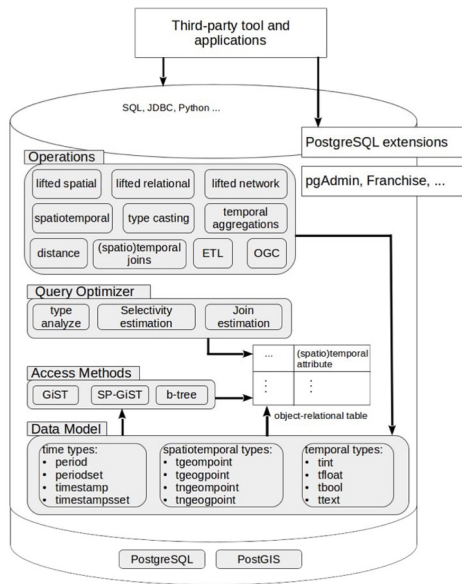 Third-party tool and
applications
SQL, JDBC, Python ...
PostgreSQL extensions
pgAdmin, Franchise, ...
Operations
lifted spatial
lifted relational
lifted network
spatiotemporal
type casting
temporal
aggregations
distance
(spatio)temporal
joins
ETL
OGC
Query Optimizer
type
analyze
Selectivity
estimation
Join
estimation
...
(spatio)temporal
attribute
⋮
⋮
object-relational table
Access Methods
GiST
SP-GiST
b-tree
Data Model
time types:
• period
• periodset
• timestamp
• timestampsset
spatiotemporal types:
• tgeompoint
• tgeogpoint
• tngeompoint
• tngeogpoint
temporal types:
• tint
• tfloat
• tbool
• ttext
PostgreSQL
PostGIS